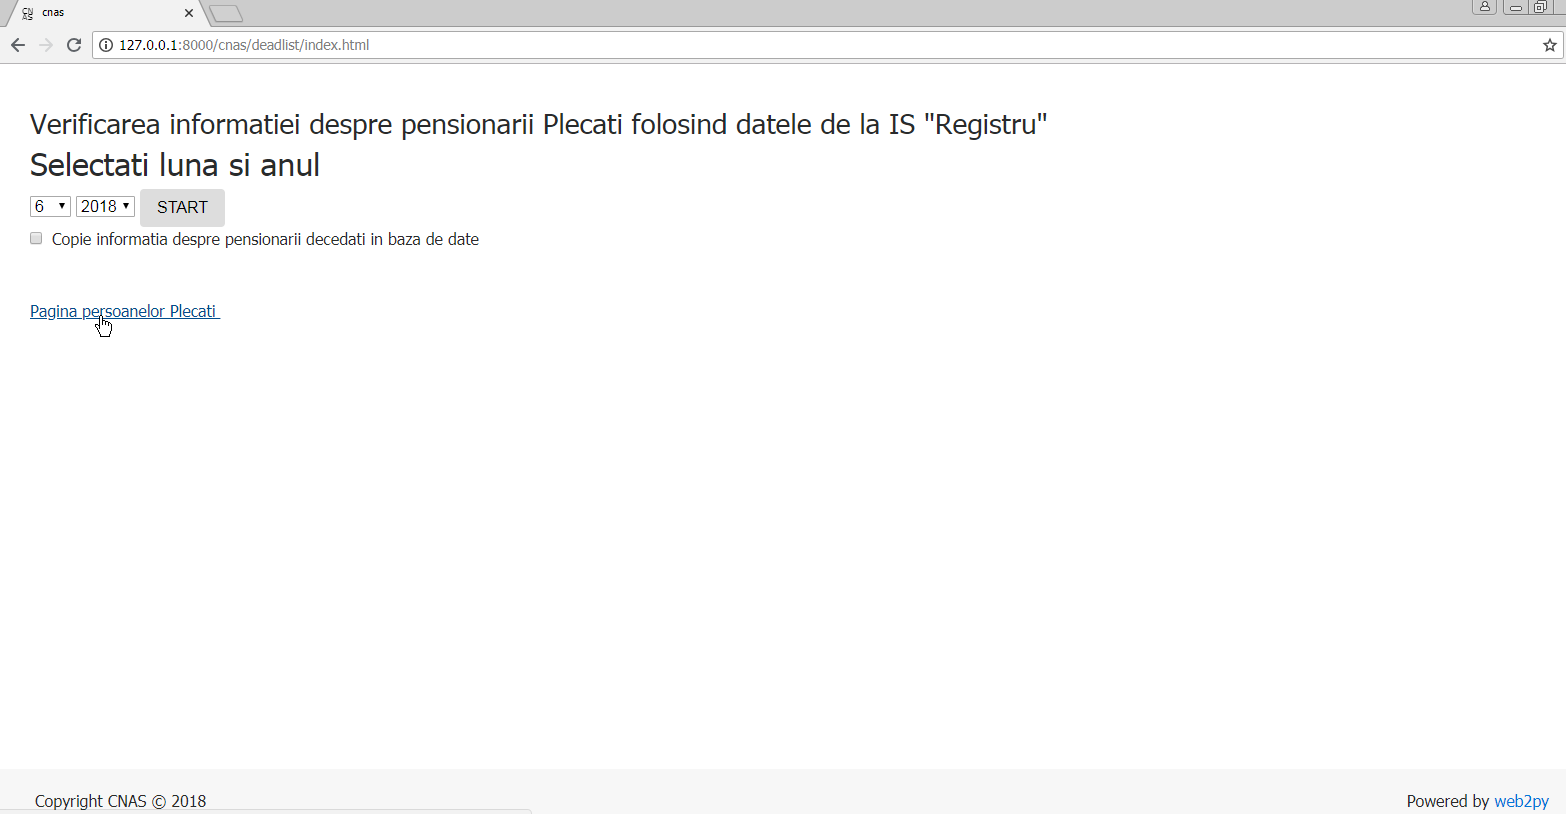 CN
AS
cnas
127.0.0.1:8000/cnas/deadlist/index.html
Verificarea informatiei despre pensionarii Plecati folosind datele de la IS "Registru"
Selectati luna si anul
6 2018 START
Copie informatia despre pensionarii decedati in baza de date
Pagina persoanelor Plecati
Copyright CNAS © 2018 Powered by web2py